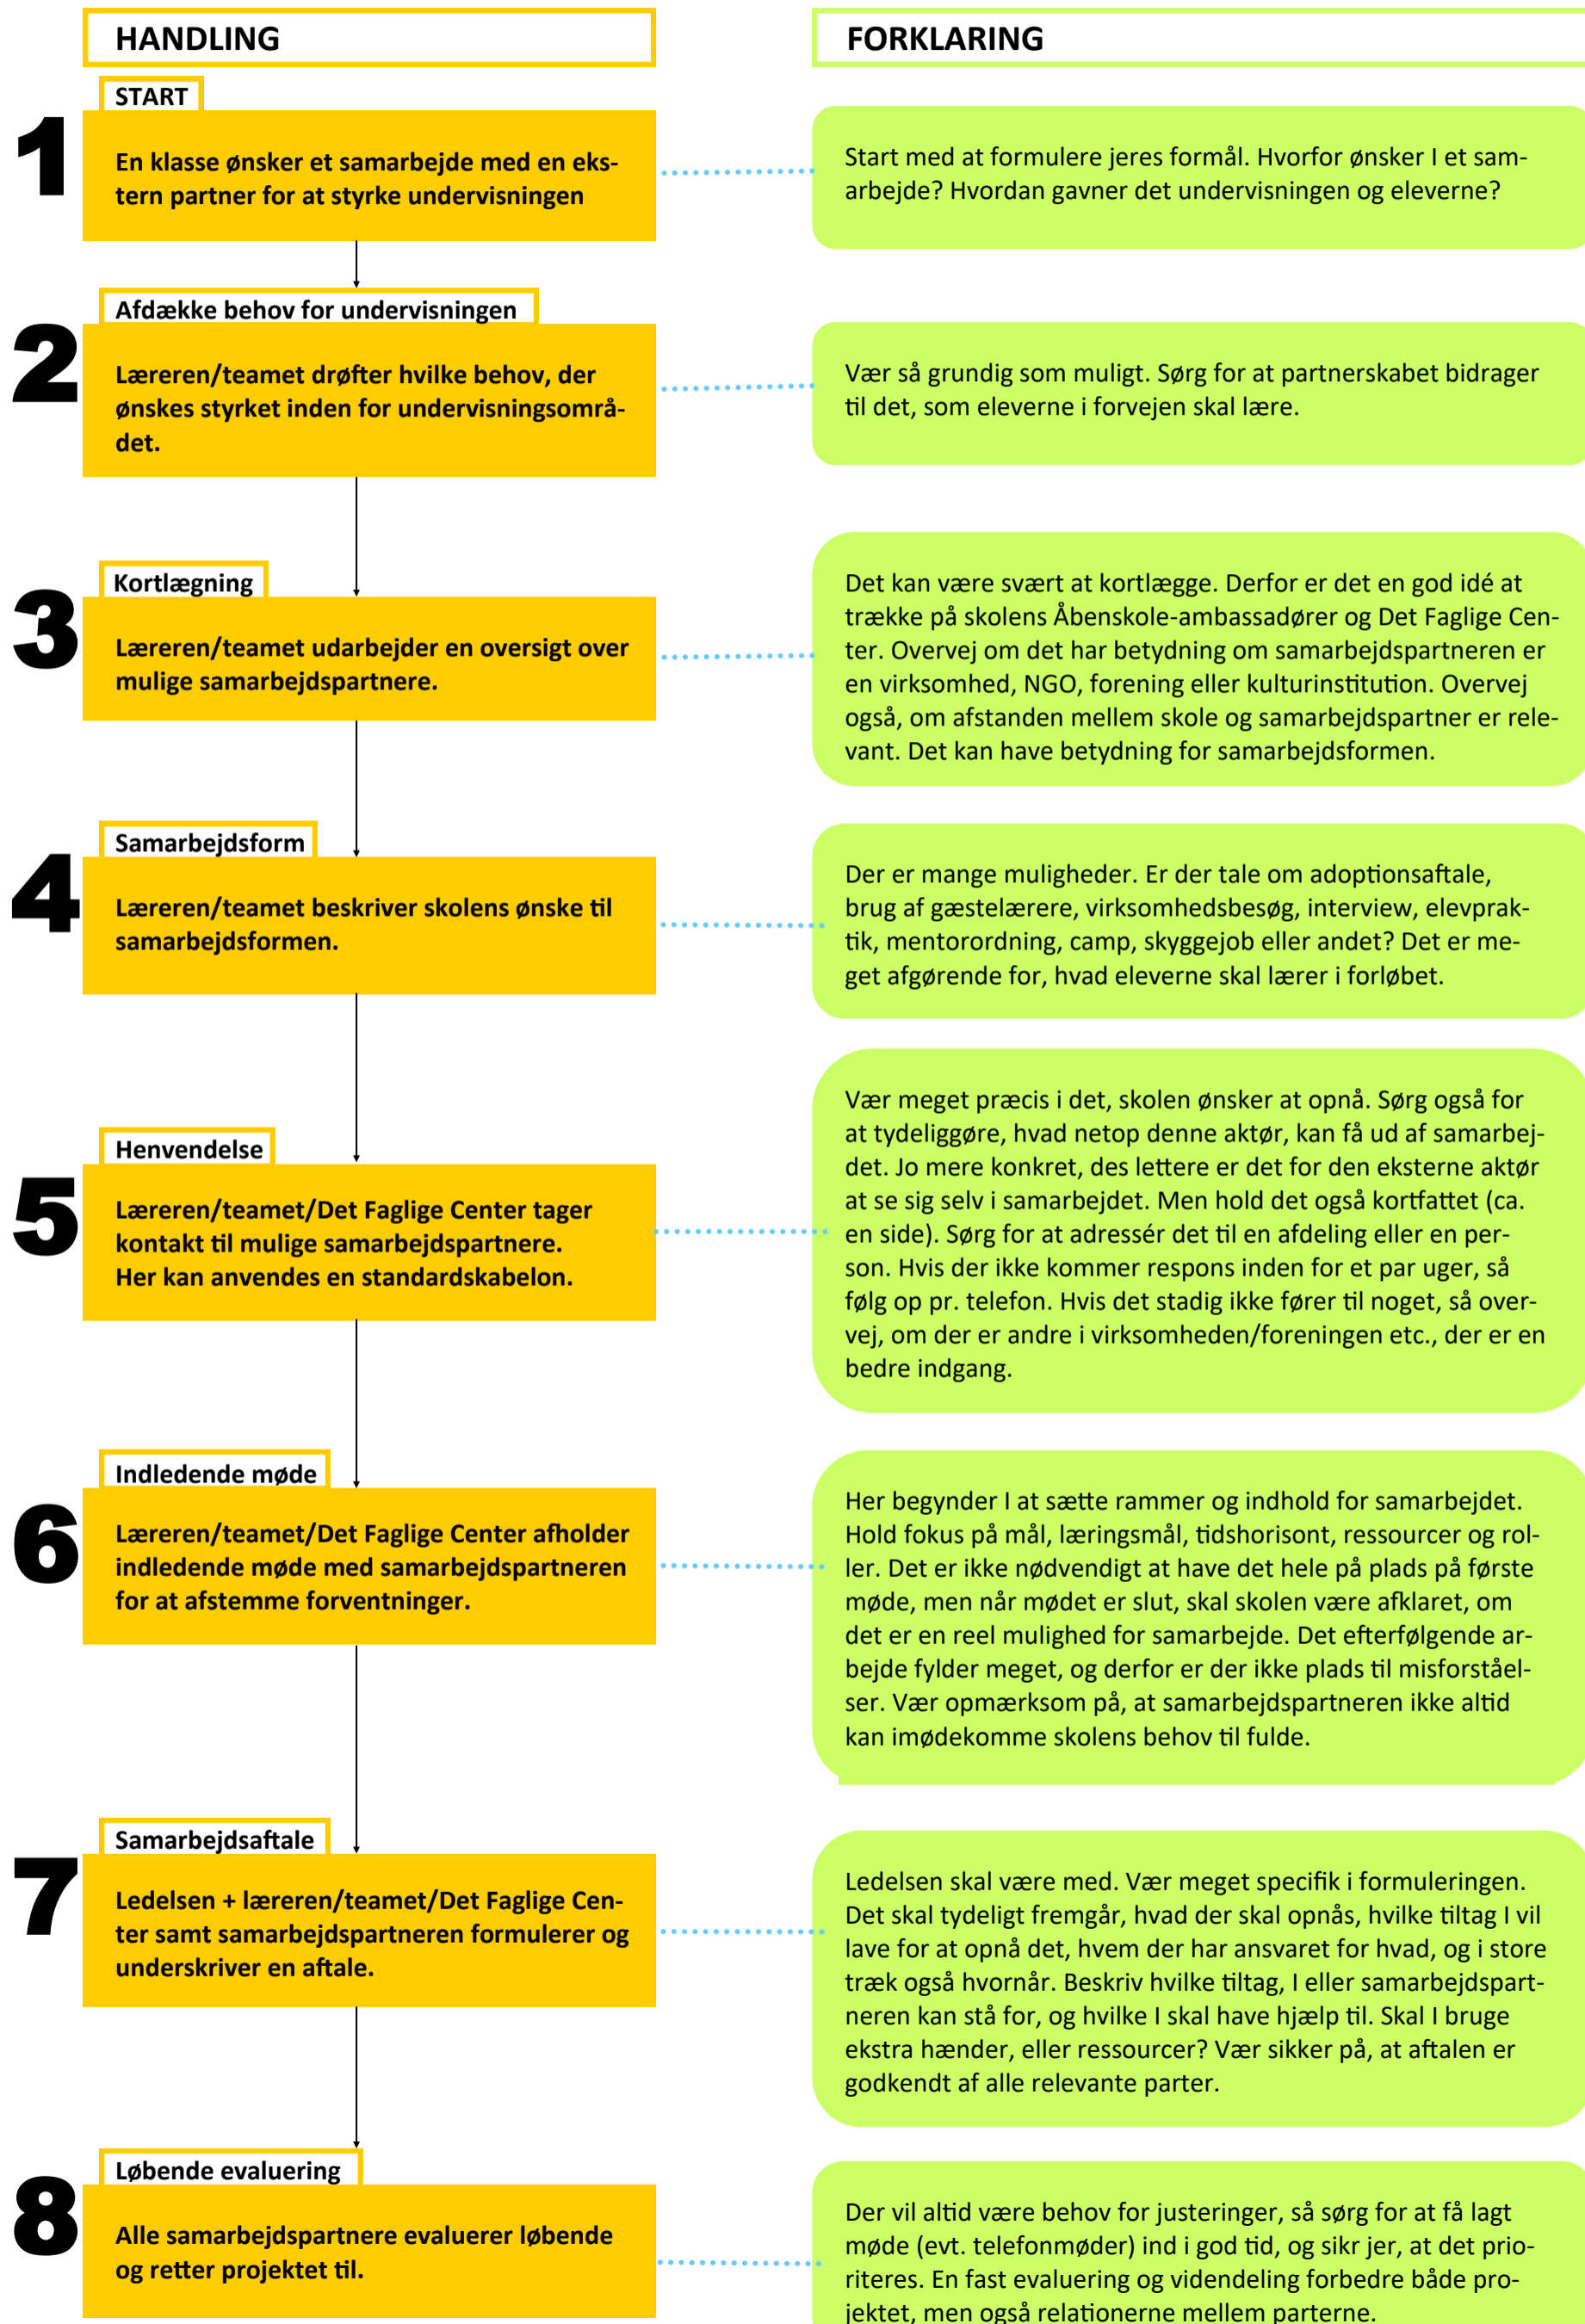 HANDLING
FORKLARING
START
1
En klasse ønsker et samarbejde med en eks-
tern partner for at styrke undervisningen
Start med at formulere jeres formål. Hvorfor ønsker I et sam-
arbejde? Hvordan gavner det undervisningen og eleverne?
Afdække behov for undervisningen
2
Læreren/teamet drøfter hvilke behov, der
ønskes styrket inden for undervisningsområ-
det.
Vær så grundig som muligt. Sørg for at partnerskabet bidrager
til det, som eleverne i forvejen skal lære.
Kortlægning
3
Læreren/teamet udarbejder en oversigt over
mulige samarbejdspartnere.
Det kan være svært at kortlægge. Derfor er det en god idé at
trække på skolens Åbenskole-ambassadører og Det Faglige Cen-
ter. Overvej om det har betydning om samarbejdspartneren er
en virksomhed, NGO, forening eller kulturinstitution. Overvej
også, om afstanden mellem skole og samarbejdspartner er rele-
vant. Det kan have betydning for samarbejdsformen.
Samarbejdsform
4
Læreren/teamet beskriver skolens ønske til
samarbejdsformen.
Der er mange muligheder. Er der tale om adoptionsaftale,
brug af gæstelærere, virksomhedsbesøg, interview, elevprak-
tik, mentorordning, camp, skyggejob eller andet? Det er me-
get afgørende for, hvad eleverne skal lærer i forløbet.
Henvendelse
5
Læreren/teamet/Det Faglige Center tager
kontakt til mulige samarbejdspartnere.
Her kan anvendes en standardskabelon.
Vær meget præcis i det, skolen ønsker at opnå. Sørg også for
at tydeliggøre, hvad netop denne aktør, kan få ud af samarbej-
det. Jo mere konkret, des lettere er det for den eksterne aktør
at se sig selv i samarbejdet. Men hold det også kortfattet (ca.
en side). Sørg for at adressér det til en afdeling eller en per-
son. Hvis der ikke kommer respons inden for et par uger, så
følg op pr. telefon. Hvis det stadig ikke fører til noget, så over-
vej, om der er andre i virksomheden/foreningen etc., der er en
bedre indgang.
Indledende møde
6
Læreren/teamet/Det Faglige Center afholder
indledende møde med samarbejdspartneren
for at afstemme forventninger.
Her begynder I at sætte rammer og indhold for samarbejdet.
Hold fokus på mål, læringsmål, tidshorisont, ressourcer og rol-
ler. Det er ikke nødvendigt at have det hele på plads på første
møde, men når mødet er slut, skal skolen være afklaret, om
det er en reel mulighed for samarbejde. Det efterfølgende ar-
bejde fylder meget, og derfor er der ikke plads til misforståel-
ser. Vær opmærksom på, at samarbejdspartneren ikke altid
kan imødekomme skolens behov til fulde.
Samarbejdsaftale
7
Ledelsen + læreren/teamet/Det Faglige Cen-
ter samt samarbejdspartneren formulerer og
underskriver en aftale.
Ledelsen skal være med. Vær meget specifik i formuleringen.
Det skal tydeligt fremgår, hvad der skal opnås, hvilke tiltag I vil
lave for at opnå det, hvem der har ansvaret for hvad, og i store
træk også hvornår. Beskriv hvilke tiltag, I eller samarbejdspart-
neren kan stå for, og hvilke I skal have hjælp til. Skal I bruge
ekstra hænder, eller ressourcer? Vær sikker på, at aftalen er
godkendt af alle relevante parter.
Løbende evaluering
8
Alle samarbejdspartnere evaluerer løbende
og retter projektet til.
Der vil altid være behov for justeringer, så sørg for at få lagt
møde (evt. telefonmøder) ind i god tid, og sikr jer, at det prio-
riteres. En fast evaluering og videndeling forbedre både pro-
jektet, men også relationerne mellem parterne.